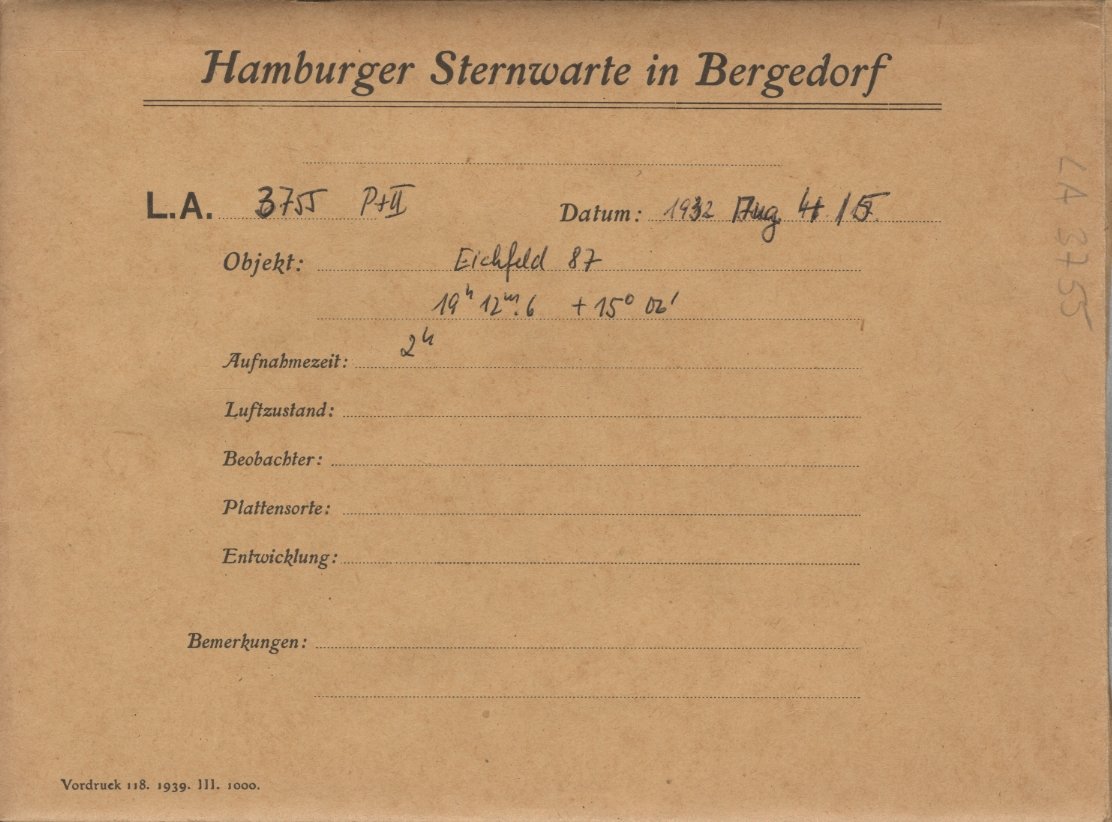 Hamburger Sternwarte in Bergedorf
L.A. 3755 P+II Datum: 1932 Aug. 4./5.
Objekt: Eichfeld 87
19h 12m.6 +15° 00'
Aufnahmezeit: 2h
Luftzustand:
Beobachter:
Plattensorte:
Entwicklung:
Bemerkungen:
Vordruck 118. 1939. III. 1000.
LA 3755